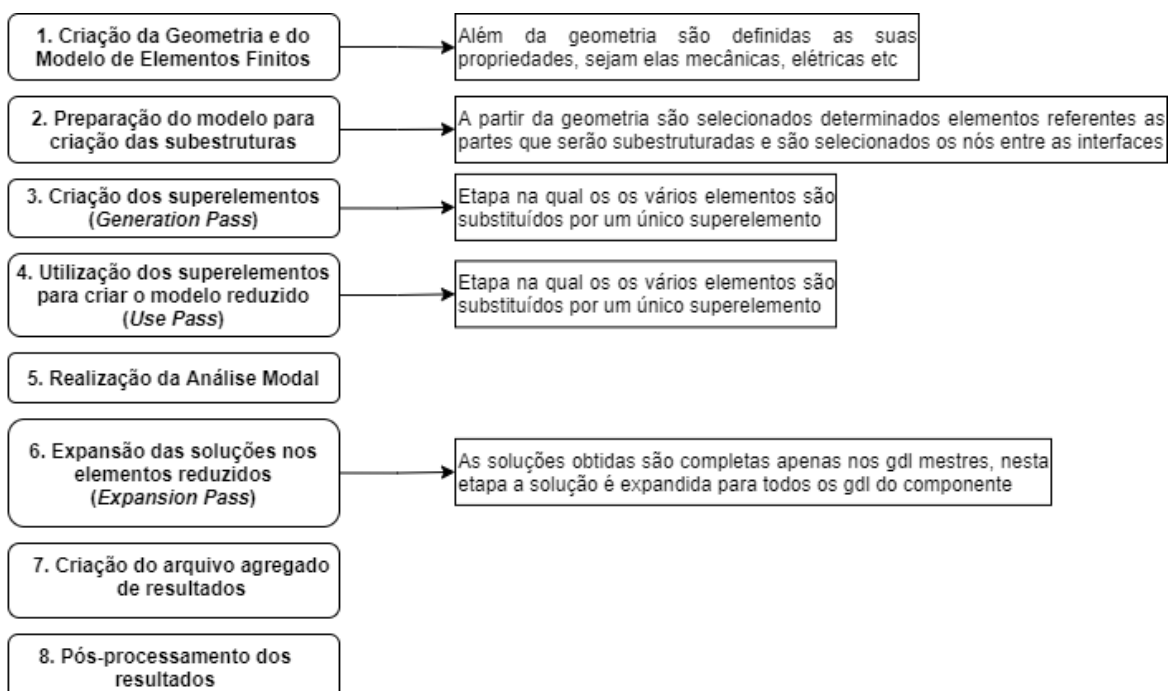 1. Criação da Geometria e do
Modelo de Elementos Finitos
Além da geometria são definidas as suas
propriedades, sejam elas mecânicas, elétricas etc
2. Preparação do modelo para
criação das subestruturas
A partir da geometria são selecionados determinados elementos referentes as
partes que serão subestruturadas e são selecionados os nós entre as interfaces
3. Criação dos superelementos
(Generation Pass)
Etapa na qual os os vários elementos são
substituídos por um único superelemento
4. Utilização dos superelementos
para criar o modelo reduzido
(Use Pass)
Etapa na qual os os vários elementos são
substituídos por um único superelemento
5. Realização da Análise Modal
6. Expansão das soluções nos
elementos reduzidos
(Expansion Pass)
As soluções obtidas são completas apenas nos gdl mestres, nesta
etapa a solução é expandida para todos os gdl do componente
7. Criação do arquivo agregado
de resultados
8. Pós-processamento dos
resultados